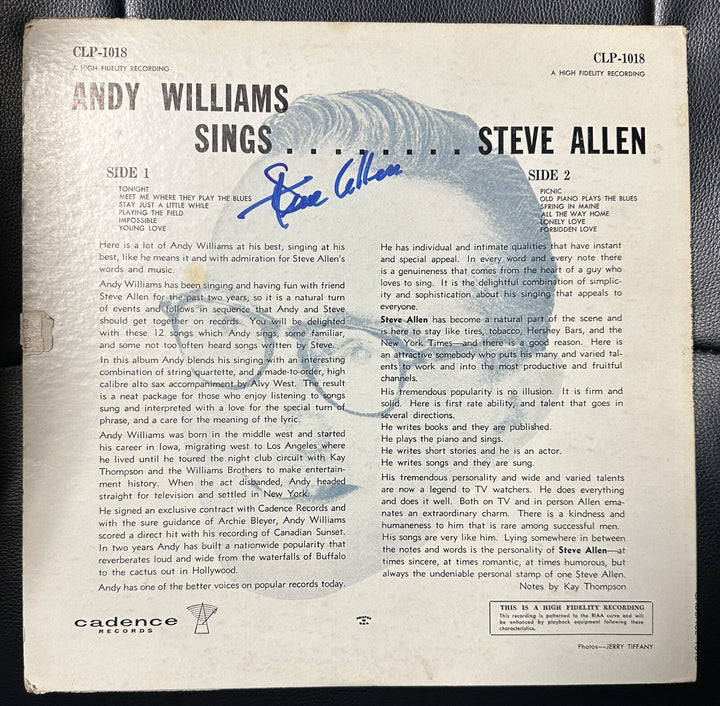 CLP-1018
A HIGH FIDELITY RECORDING
CLP-1018
A HIGH FIDELITY RECORDING
ANDY WILLIAMS
SINGS . . . . . . . . STEVE ALLEN
Steve Allen
SIDE 1
TONIGHT
MEET ME WHERE THEY PLAY THE BLUES
STAY JUST A LITTLE WHILE
PLAYING THE FIELD
IMPOSSIBLE
YOUNG LOVE
SIDE 2
PICNIC
OLD PIANO PLAYS THE BLUES
SPRING IN MAINE
ALL THE WAY HOME
LONELY LOVE
FORBIDDEN LOVE
Here is a lot of Andy Williams at his best, singing at his
best, like he means it and with admiration for Steve Allen's
words and music.
Andy Williams has been singing and having fun with friend
Steve Allen for the past two years, so it is a natural turn
of events and follows in sequence that Andy and Steve
should get together on records. You will be delighted
with these 12 songs which Andy sings, some familiar,
and some not too often heard songs written by Steve.
In this album Andy blends his singing with an interesting
combination of string quartette, and a made-to-order, high
calibre alto sax accompaniment—Alvy West. The result
is a neat package for those who enjoy listening to songs
sung and interpreted with a love for the special turn of
phrase, and a care for the meaning of the lyric.
Andy Williams was born in the middle west and started
his career in Iowa, migrating west to Los Angeles where
he lived until he toured the night club circuit with Kay
Thompson and the Williams Brothers to make entertain-
ment history. When the act disbanded, Andy headed
straight for television and settled in New York.
He signed an exclusive contract with Cadence Records and
with the sure guidance of Archie Bleyer, Andy Williams
scored a direct hit with his recording of Canadian Sunset.
In two years Andy has built a nationwide popularity that
reverberates loud and wide from the waterfalls of Buffalo
to the cactus out in Hollywood.
Andy has one of the better voices on popular records today.
He has individual and intimate qualities that have instant
and special appeal. In every word and every note there
is a genuineness that comes from the heart of a guy who
loves to sing. It is the delightful combination of simplic-
ity and sophistication about his singing that appeals to
everyone.
Steve Allen has become a natural part of the scene and
is here to stay like tires, tobacco, Hershey Bars, and the
New York Times—and there is a good reason. Here is
an attractive somebody who puts his many and varied tal-
ents to work and into the most productive and fruitful
channels.
His tremendous popularity is no illusion. It is firm and
solid. Here is first rate ability, and talent that goes in
several directions.
He writes books and they are published.
He plays the piano and sings.
He writes short stories and he is an actor.
He writes songs and they are sung.
His tremendous personality and wide and varied talents
are now a legend to TV watchers. He does everything
and does it well. Both on TV and in person Allen ema-
nates an extraordinary charm. There is a kindness and
humaneness to him that is rare among successful men.
His songs are very like him. Lying somewhere in between
the notes and words is the personality of Steve Allen—at
times sincere, at times romantic, at times humorous, but
always the undeniable personal stamp of one Steve Allen.
Notes by Kay Thompson
cadence
RECORDS
THIS IS A HIGH FIDELITY RECORDING
This recording is patterned to the RIAA curve and will
be enhanced by playback equipment following these
characteristics.
Photos—JERRY TIFFANY